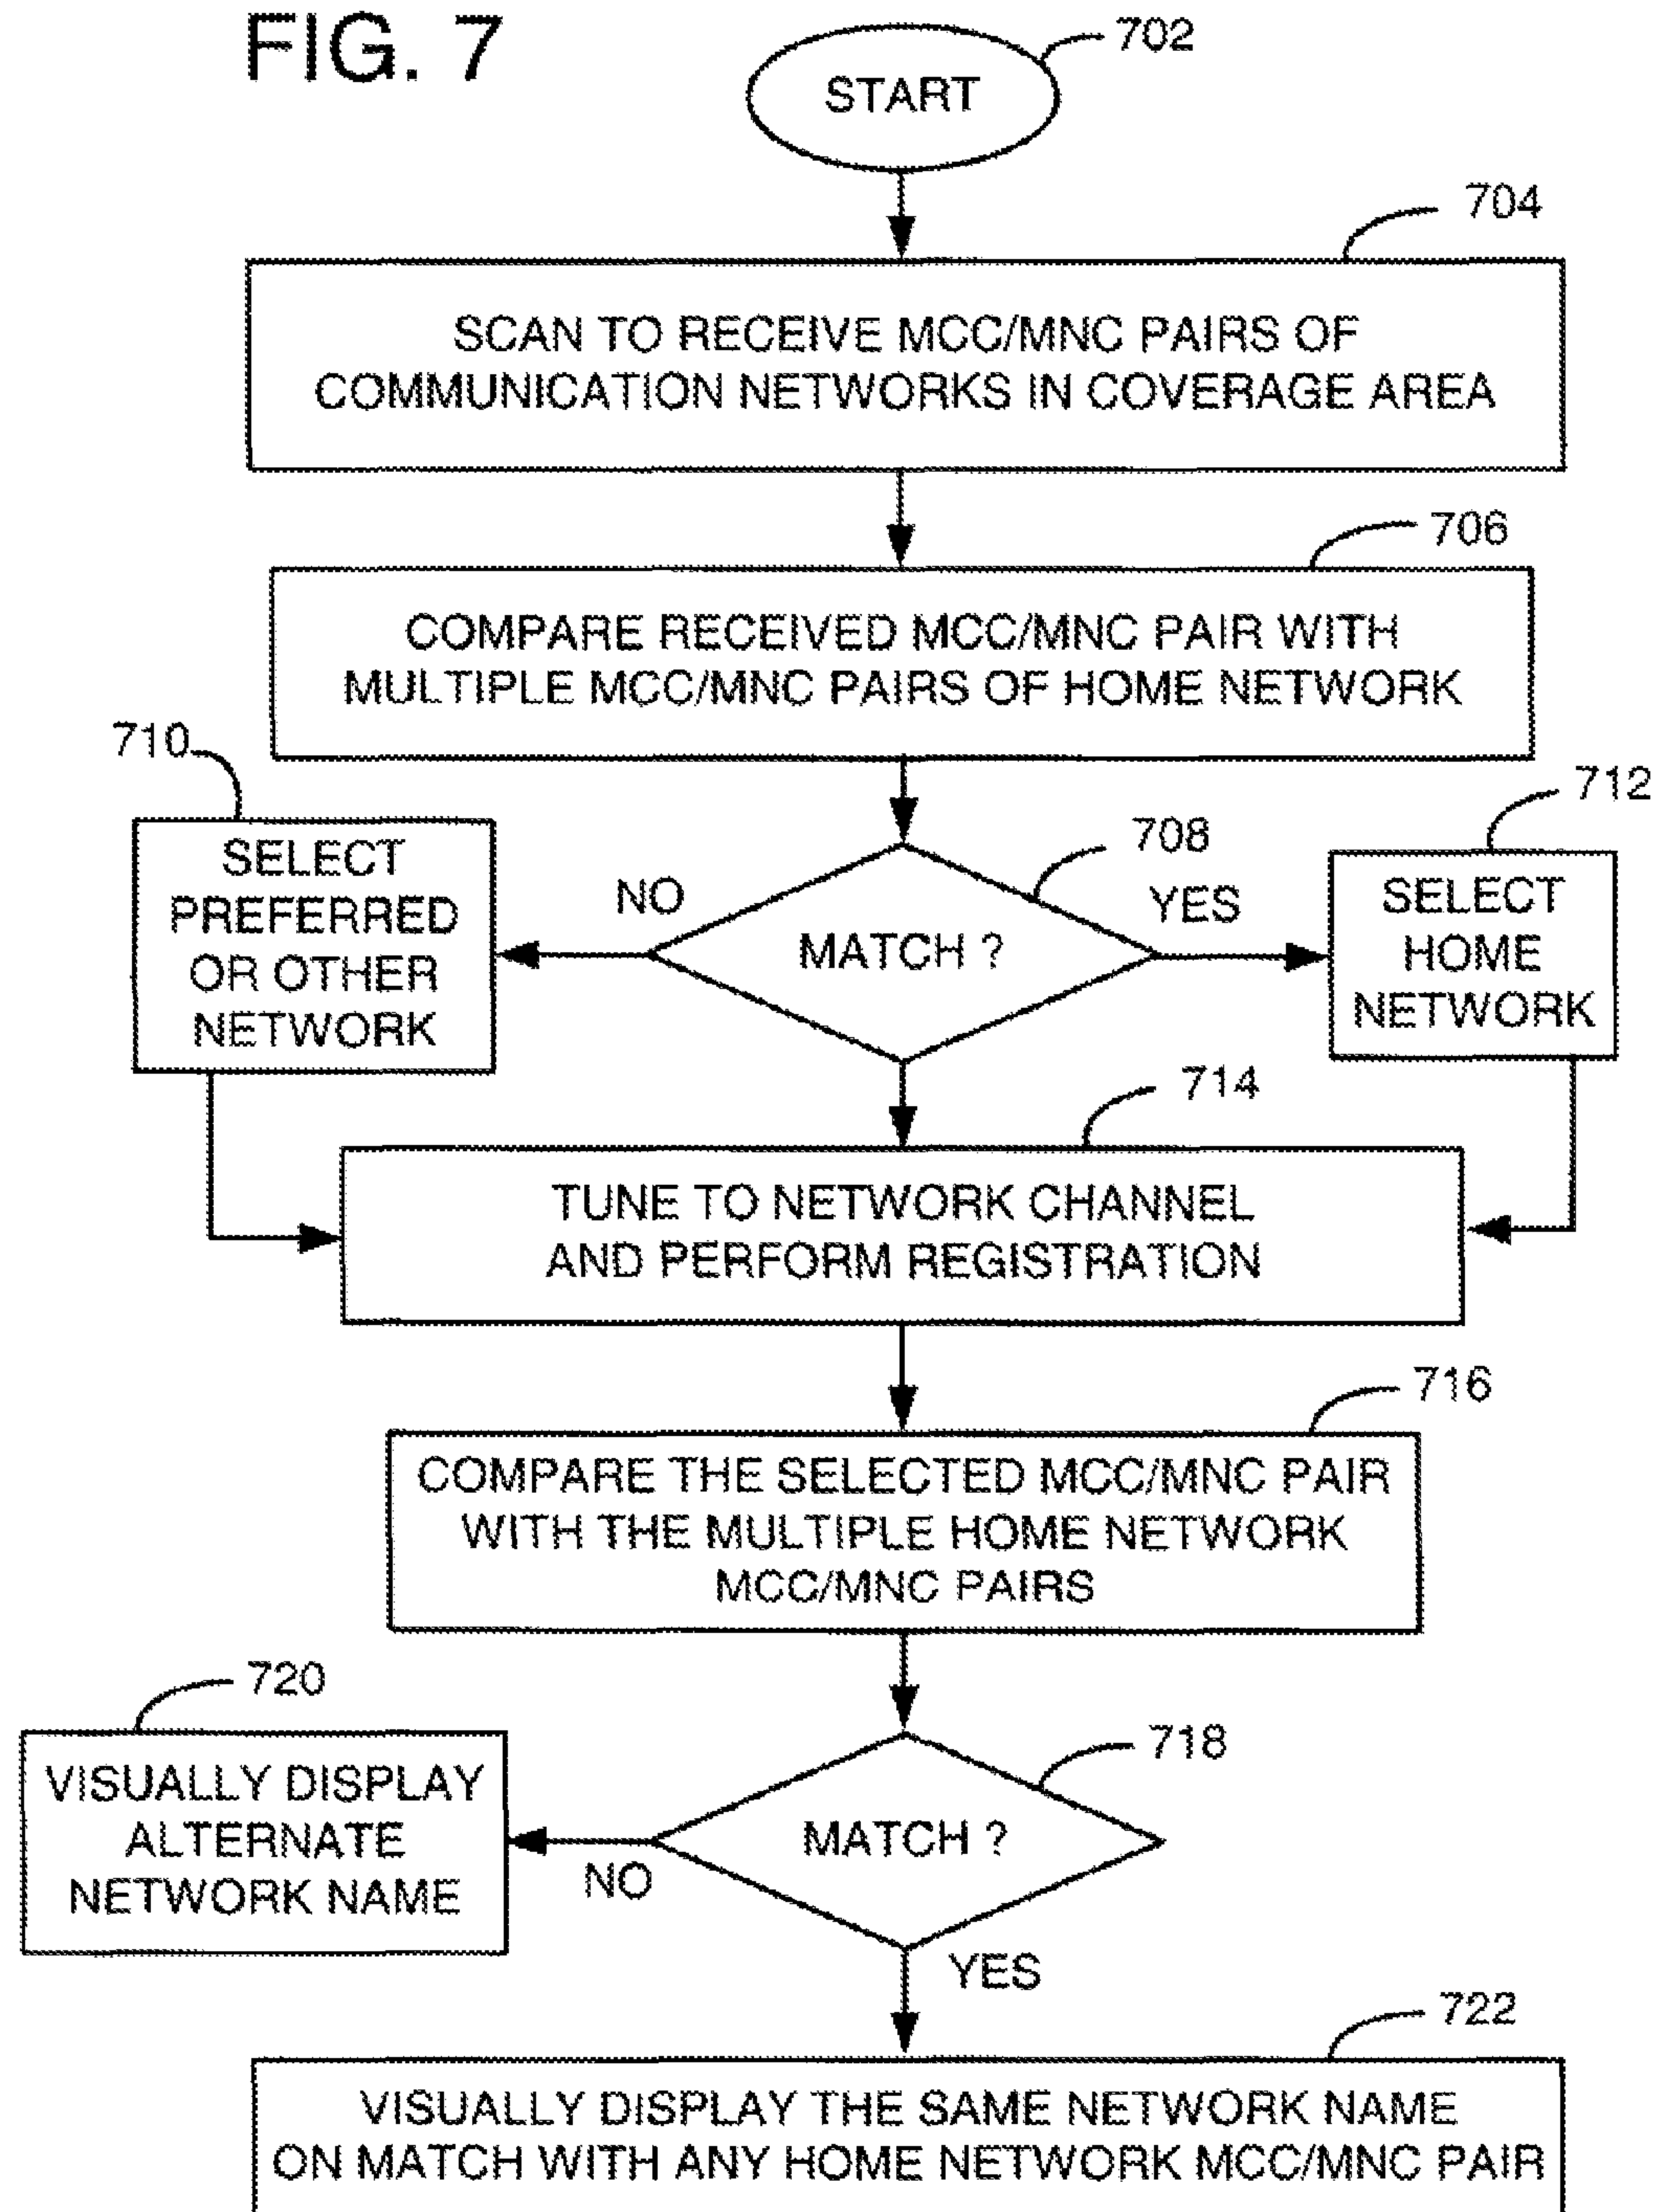 FIG. 7
702
START
704
SCAN TO RECEIVE MCC/MNC PAIRS OF
COMMUNICATION NETWORKS IN COVERAGE AREA
706
COMPARE RECEIVED MCC/MNC PAIR WITH
MULTIPLE MCC/MNC PAIRS OF HOME NETWORK
710
708
712
SELECT
PREFERRED
OR OTHER
NETWORK
NO
MATCH ?
YES
SELECT
HOME
NETWORK
714
TUNE TO NETWORK CHANNEL
AND PERFORM REGISTRATION
716
COMPARE THE SELECTED MCC/MNC PAIR
WITH THE MULTIPLE HOME NETWORK
MCC/MNC PAIRS
720
718
VISUALLY DISPLAY
ALTERNATE
NETWORK NAME
NO
MATCH ?
YES
722
VISUALLY DISPLAY THE SAME NETWORK NAME
ON MATCH WITH ANY HOME NETWORK MCC/MNC PAIR